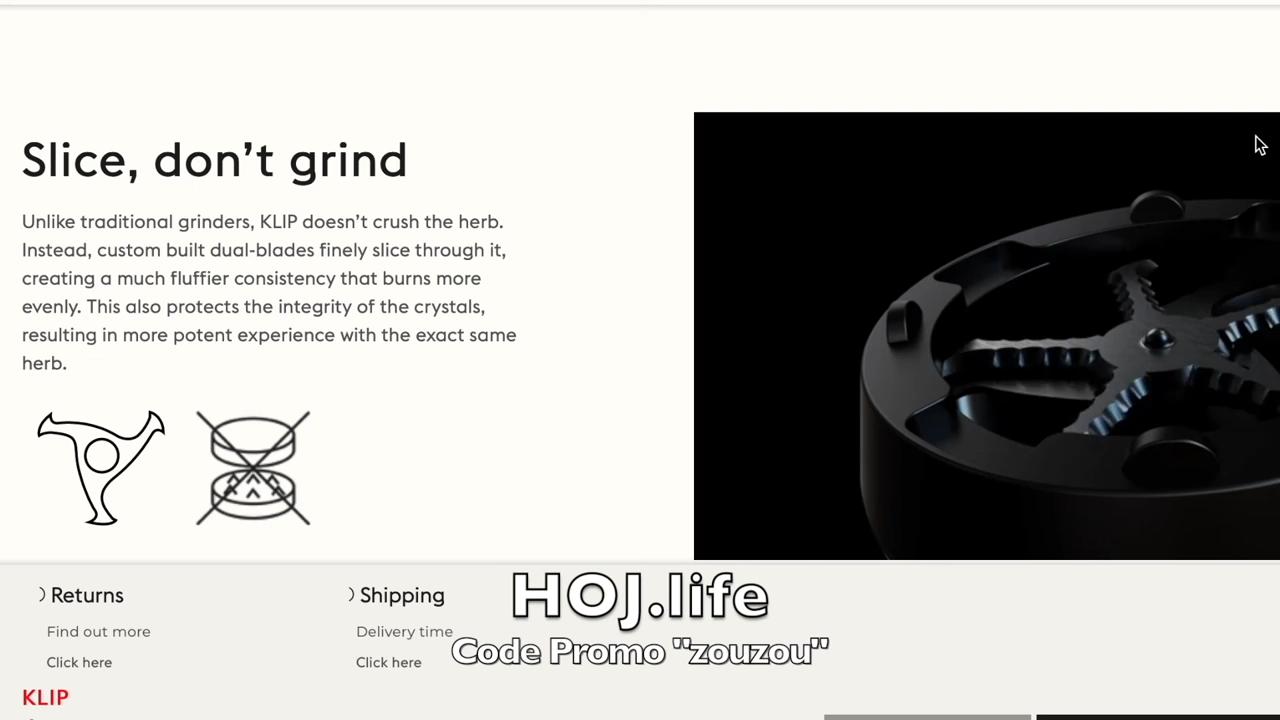 Slice, don’t grind
Unlike traditional grinders, KLIP doesn’t crush the herb.
Instead, custom built dual-blades finely slice through it,
creating a much fluffier consistency that burns more
evenly. This also protects the integrity of the crystals,
resulting in more potent experience with the exact same
herb.
Returns
Find out more
Click here
Shipping
Delivery time
Click here
HOJ.life
Code Promo "zouzou"
KLIP